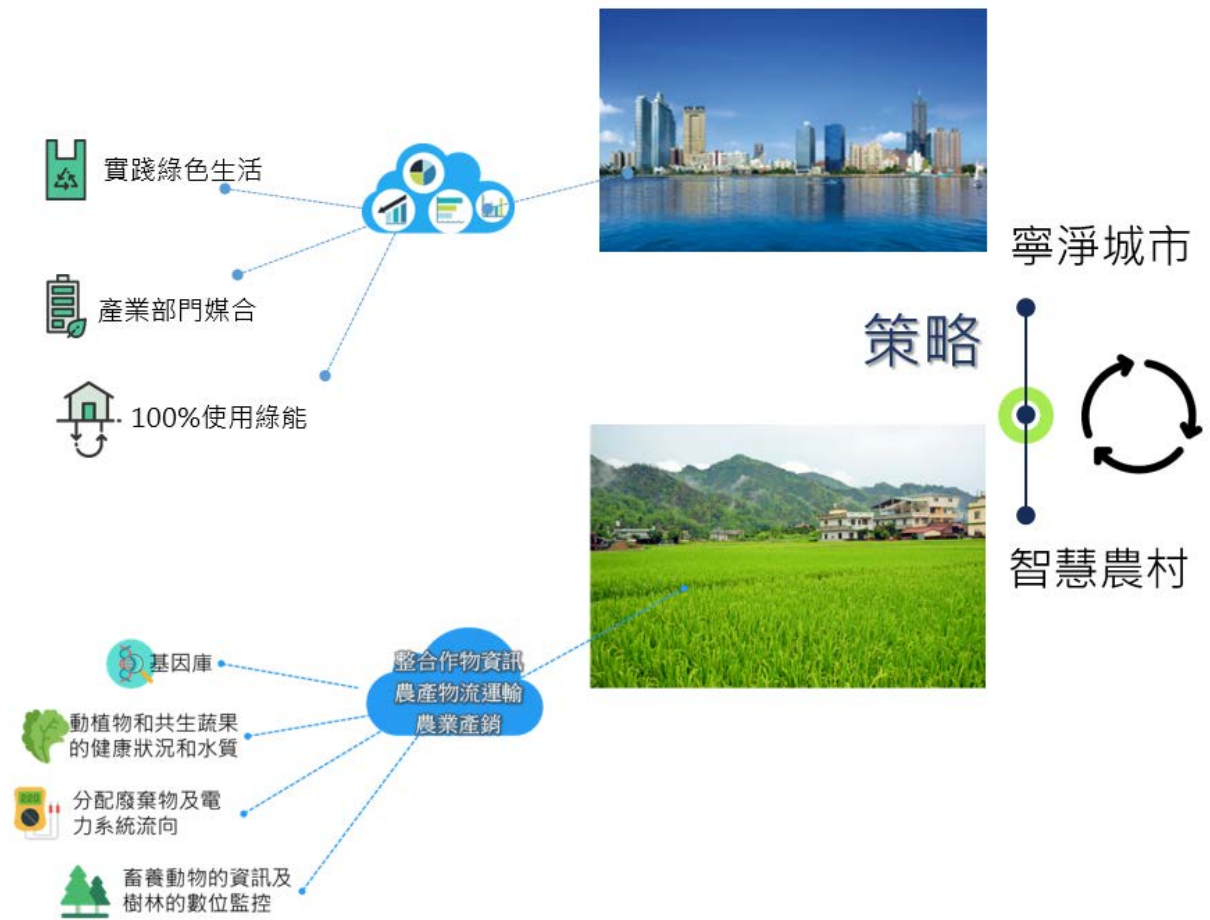 實踐綠色生活
產業部門媒合
100%使用綠能
寧淨城市
策略
智慧農村
整合作物資訊
農產物流運輸
農業產銷
基因庫
動植物和共生蔬果
的健康狀況和水質
分配廢棄物及電
力系統流向
畜養動物的資訊及
樹林的數位監控